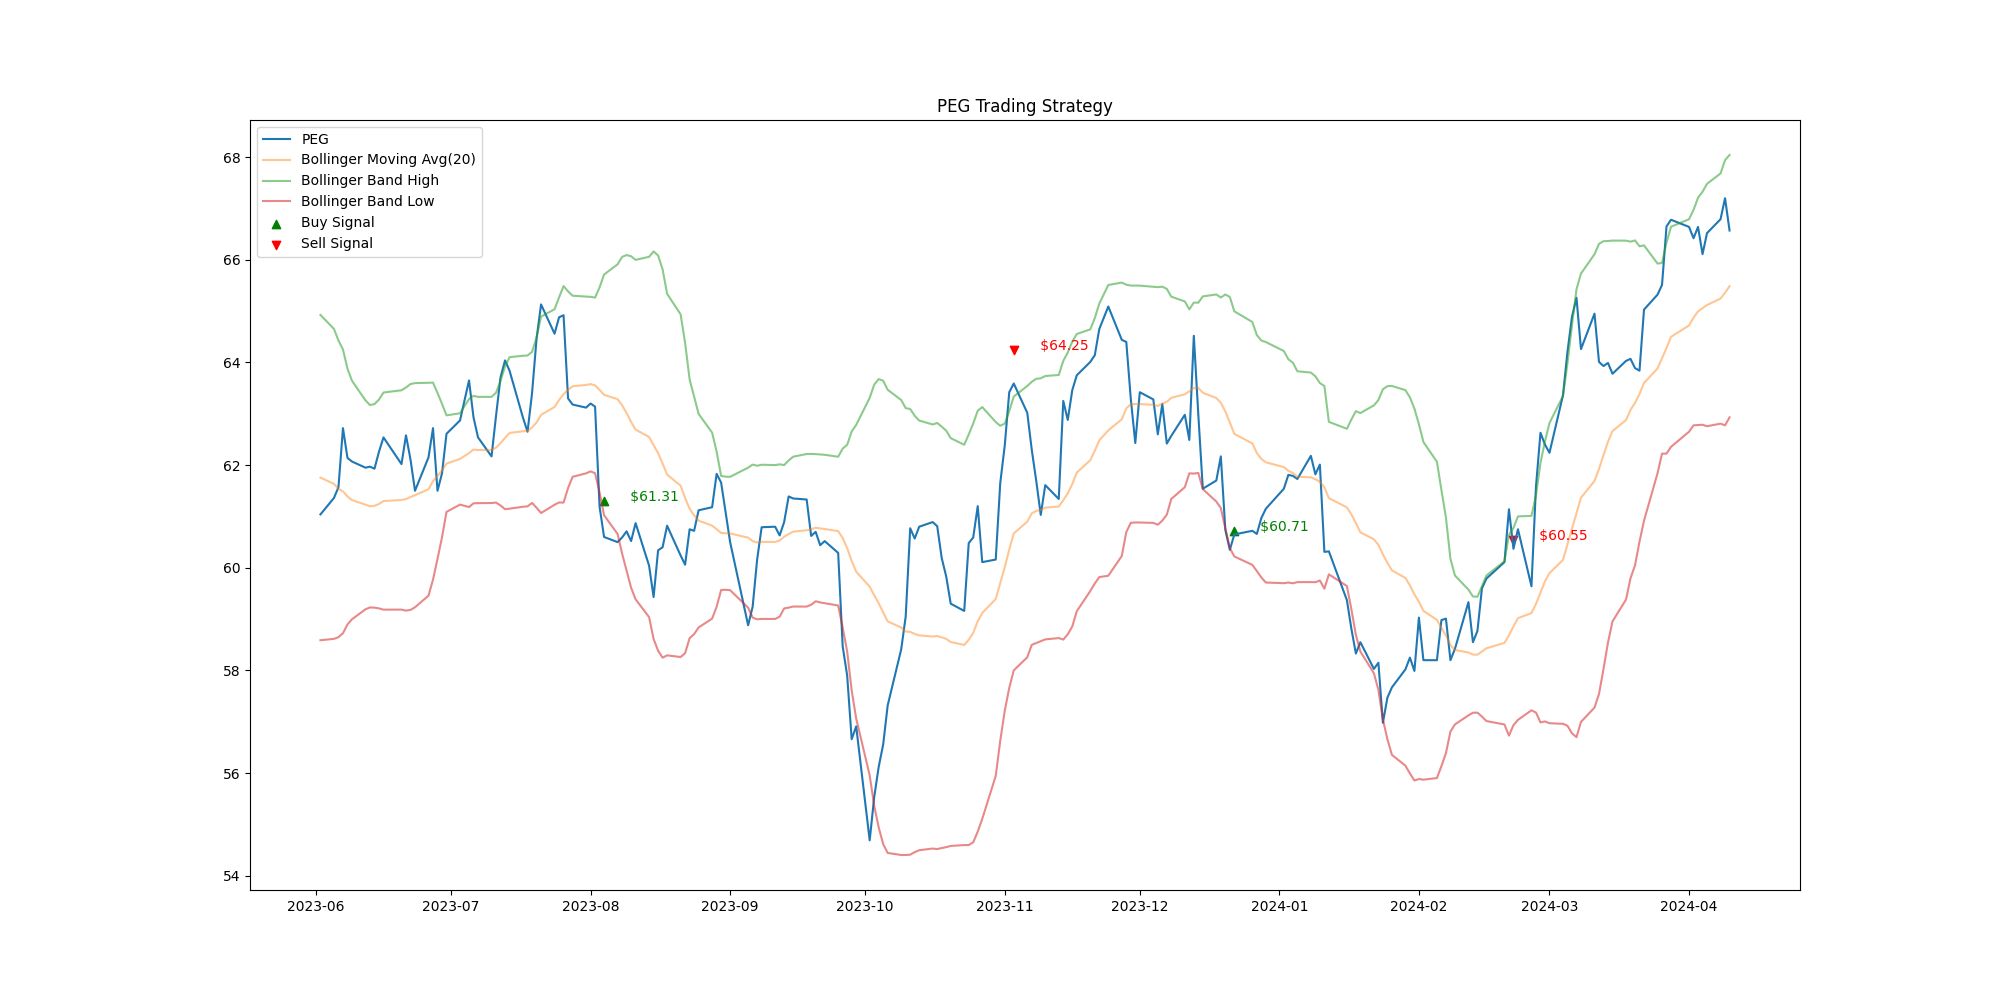 PEG Trading Strategy
PEG
Bollinger Moving Avg(20)
Bollinger Band High
Bollinger Band Low
Buy Signal
Sell Signal
68
66
64
62
60
58
56
54
$64.25
$61.31
$60.71
$60.55
2023-06 2023-07 2023-08 2023-09 2023-10 2023-11 2023-12 2024-01 2024-02 2024-03 2024-04